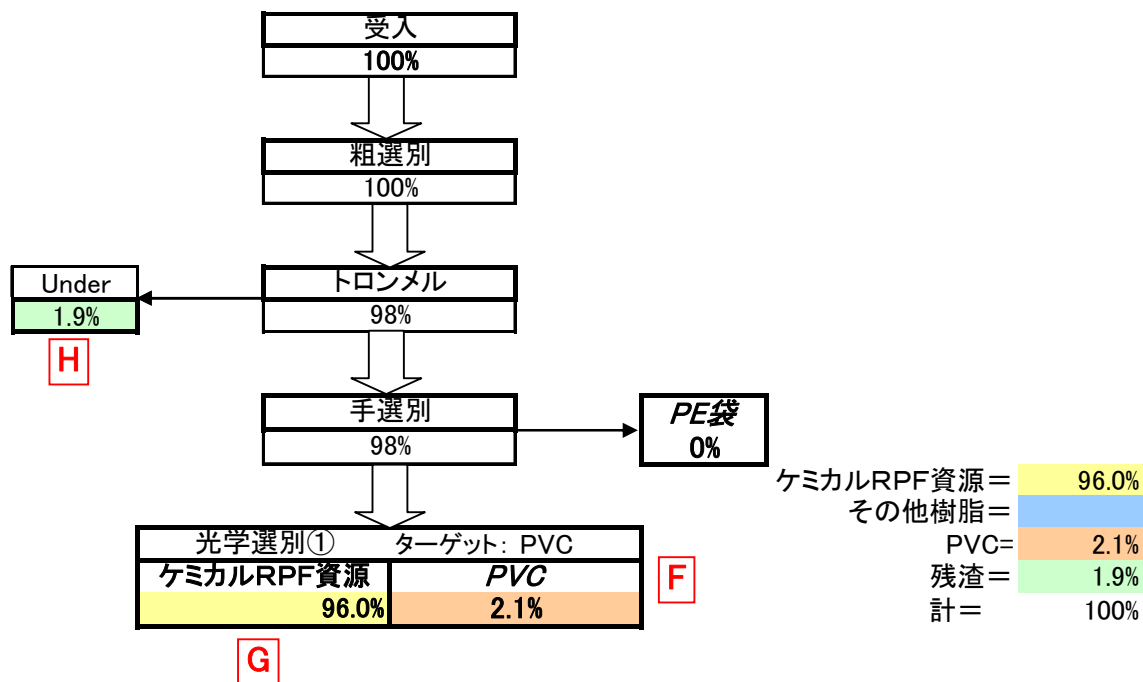 受入
100%
粗選別
100%
Under
1.9%
H
トロンメル
98%
手選別
98%
PE袋
0%
光学選別① ターゲット: PVC
ケミカルRPF資源 PVC
96.0% 2.1%
F
G
ケミカルRPF資源= 96.0%
その他樹脂=
PVC= 2.1%
残渣= 1.9%
計= 100%